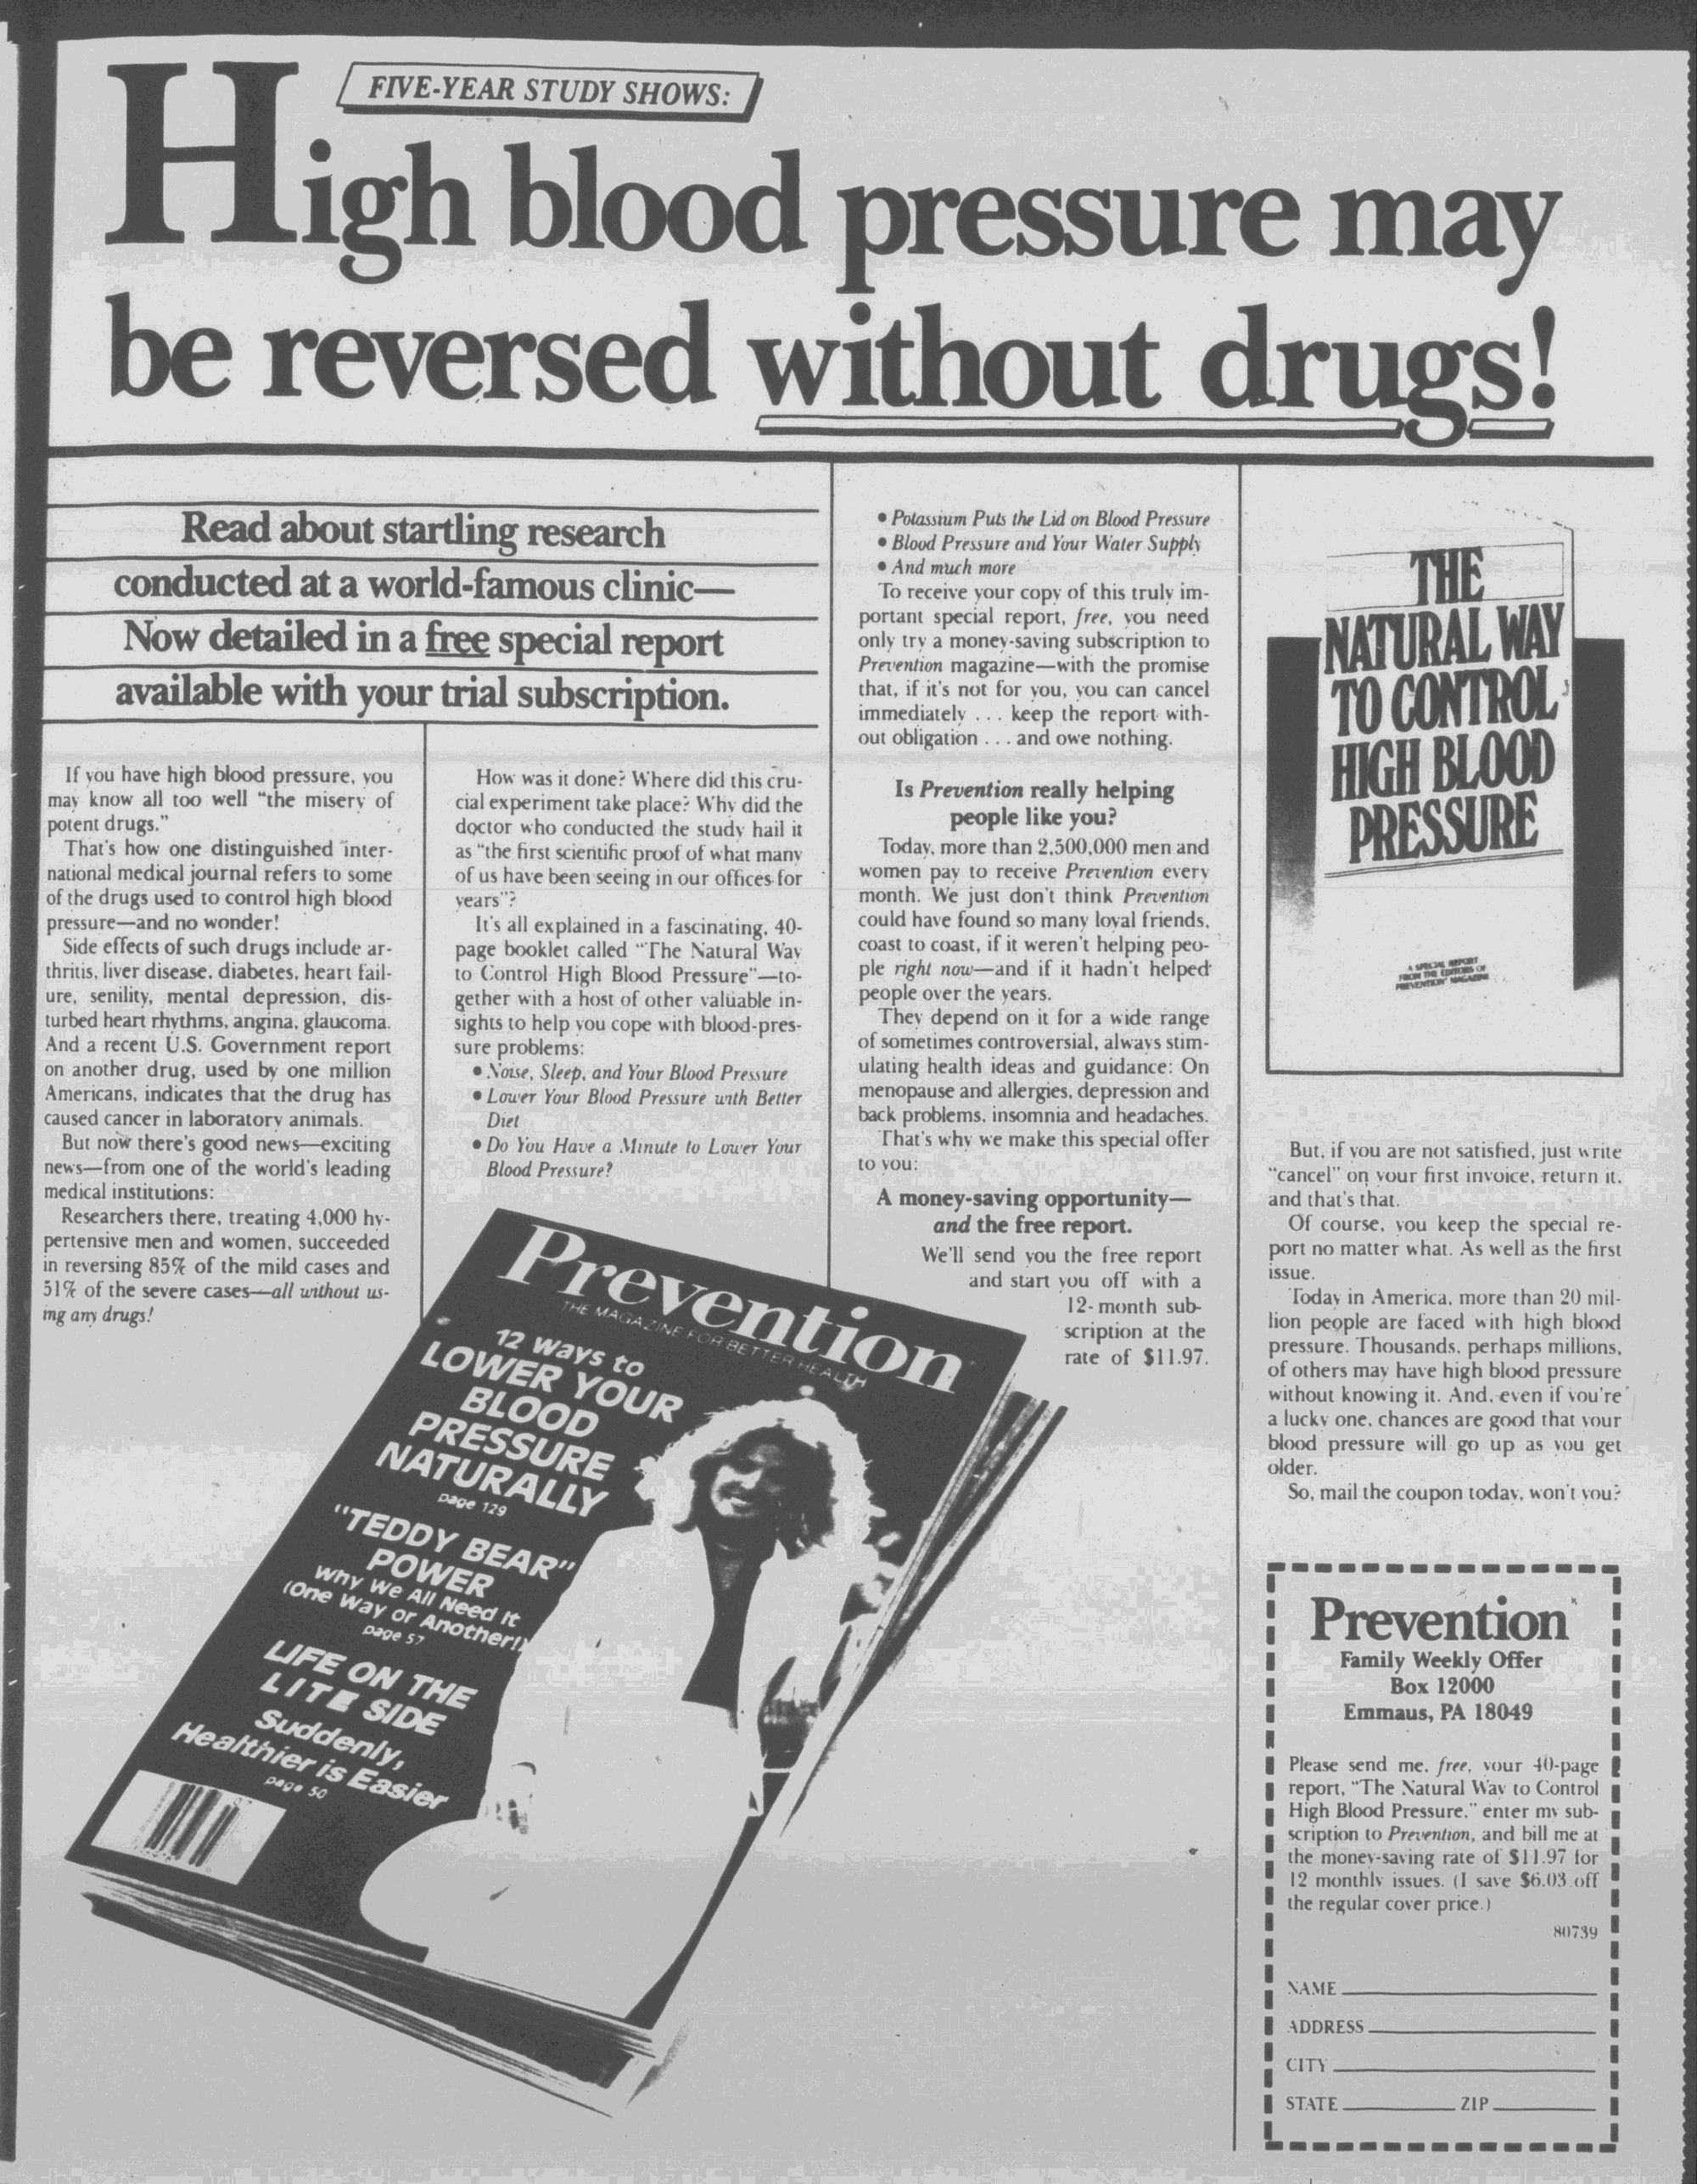 FIVE-YEAR STUDY SHOWS:
High blood pressure may
be reversed without drugs!
Read about startling research
conducted at a world-famous clinic—
Now detailed in a free special report
available with your trial subscription.
If you have high blood pressure, you
may know all too well "the misery of
potent drugs."
That's how one distinguished inter-
national medical journal refers to some
of the drugs used to control high blood
pressure—and no wonder!
Side effects of such drugs include ar-
thritis, liver disease, diabetes, heart fail-
ure, senility, mental depression, dis-
turbed heart rhythms, angina, glaucoma.
And a recent U.S. Government report
on another drug, used by one million
Americans, indicates that the drug has
caused cancer in laboratory animals.
But now there's good news—exciting
news—from one of the world's leading
medical institutions:
Researchers there, treating 4,000 hy-
pertensive men and women, succeeded
in reversing 85% of the mild cases and
51% of the severe cases—all without us-
ing any drugs!
How was it done? Where did this cru-
cial experiment take place? Why did the
doctor who conducted the study hail it
as "the first scientific proof of what many
of us have been seeing in our offices for
years"?
It's all explained in a fascinating, 40-
page booklet called "The Natural Way
to Control High Blood Pressure"—to-
gether with a host of other valuable in-
sights to help you cope with blood-pres-
sure problems:
• Noise, Sleep, and Your Blood Pressure
• Lower Your Blood Pressure with Better
Diet
• Do You Have a Minute to Lower Your
Blood Pressure?
• Potassium Puts the Lid on Blood Pressure
• Blood Pressure and Your Water Supply
• And much more
To receive your copy of this truly im-
portant special report, free, you need
only try a money-saving subscription to
Prevention magazine—with the promise
that, if it's not for you, you can cancel
immediately . . . keep the report with-
out obligation . . . and owe nothing.
Is Prevention really helping
people like you?
Today, more than 2,500,000 men and
women pay to receive Prevention every
month. We just don't think Prevention
could have found so many loyal friends,
coast to coast, if it weren't helping peo-
ple right now—and if it hadn't helped
people over the years.
They depend on it for a wide range
of sometimes controversial, always stim-
ulating health ideas and guidance: On
menopause and allergies, depression and
back problems, insomnia and headaches.
That's why we make this special offer
to you:
A money-saving opportunity—
and the free report.
We'll send you the free report
and start you off with a
12-month sub-
scription at the
rate of $11.97.
Prevention
THE MAGAZINE FOR BETTER HEALTH
12 Ways to
LOWER YOUR
BLOOD
PRESSURE
NATURALLY
page 129
"TEDDY BEAR"
POWER
Why We All Need It
(One Way or Another!)
page 57
LIFE ON THE
LITE SIDE
Suddenly,
Healthier is Easier
page 50
THE
NATURAL WAY
TO CONTROL
HIGH BLOOD
PRESSURE
A SPECIAL REPORT
FROM THE EDITORS OF
PREVENTION MAGAZINE
But, if you are not satisfied, just write
"cancel" on your first invoice, return it,
and that's that.
Of course, you keep the special re-
port no matter what. As well as the first
issue.
Today in America, more than 20 mil-
lion people are faced with high blood
pressure. Thousands, perhaps millions,
of others may have high blood pressure
without knowing it. And, even if you're
a lucky one, chances are good that your
blood pressure will go up as you get
older.
So, mail the coupon today, won't you?
Prevention
Family Weekly Offer
Box 12000
Emmaus, PA 18049
Please send me, free, your 40-page
report, "The Natural Way to Control
High Blood Pressure," enter my sub-
scription to Prevention, and bill me at
the money-saving rate of $11.97 for
12 monthly issues. (I save $6.03 off
the regular cover price.)
80739
NAME
ADDRESS
CITY
STATE ZIP